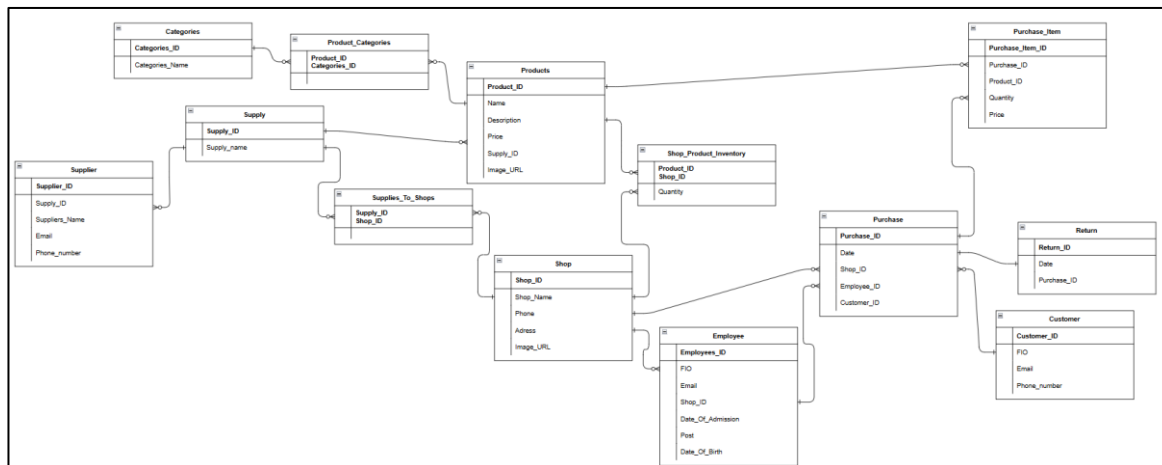 Categories
Categories_ID
Categories_Name
Product_Categories
Product_ID
Categories_ID
Products
Product_ID
Name
Description
Price
Supply_ID
Image_URL
Purchase_Item
Purchase_Item_ID
Purchase_ID
Product_ID
Quantity
Price
Supply
Supply_ID
Supply_name
Supplier
Supplier_ID
Supply_ID
Suppliers_Name
Email
Phone_number
Supplies_To_Shops
Supply_ID
Shop_ID
Shop_Product_Inventory
Product_ID
Shop_ID
Quantity
Shop
Shop_ID
Shop_Name
Phone
Adress
Image_URL
Employee
Employees_ID
FIO
Email
Shop_ID
Date_Of_Admission
Post
Date_Of_Birth
Purchase
Purchase_ID
Date
Shop_ID
Employee_ID
Customer_ID
Return
Return_ID
Date
Purchase_ID
Customer
Customer_ID
FIO
Email
Phone_number